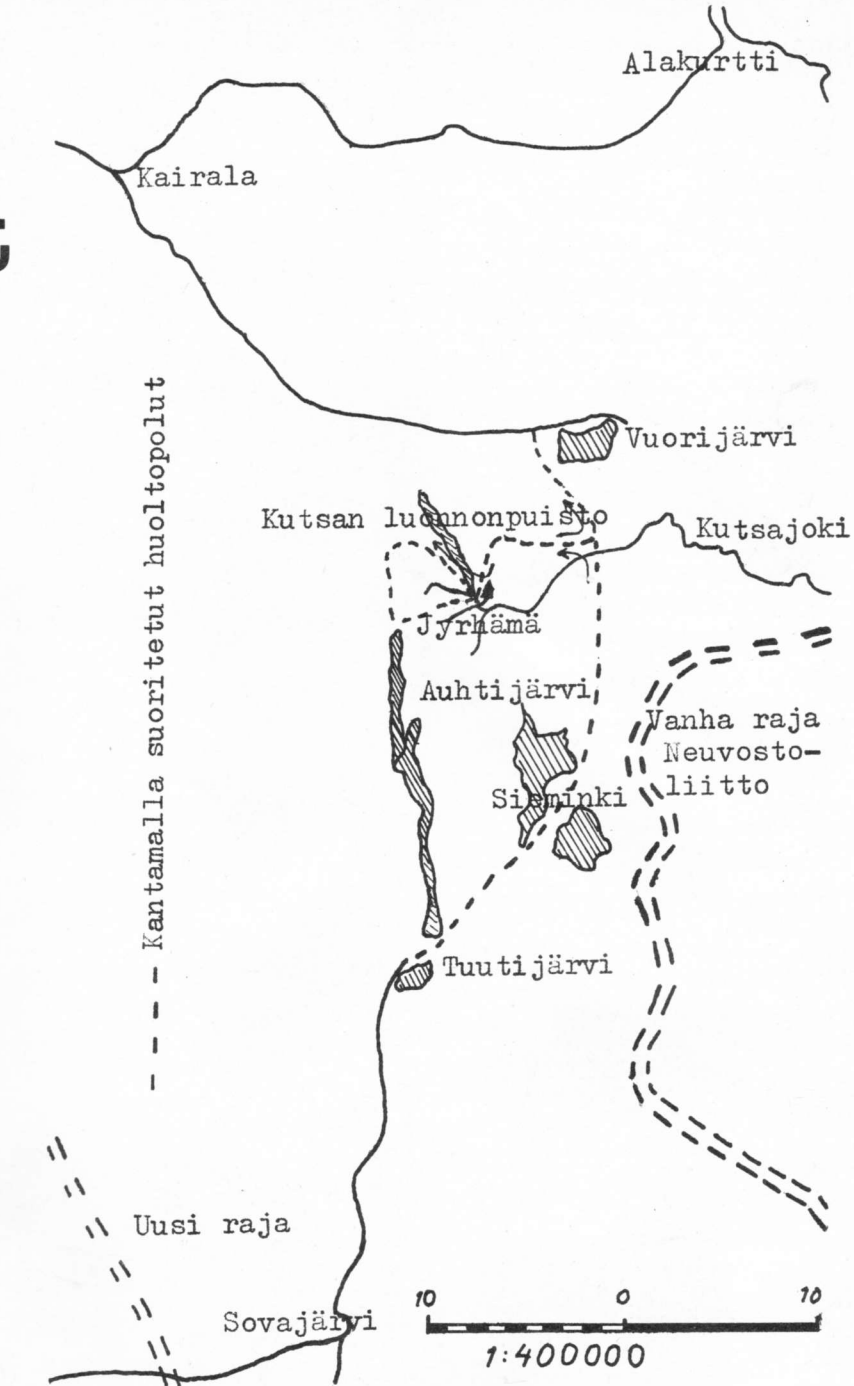 Alakurtti
Kairala
Vuorijärvi
Kutsan luonnonpuisto
Kutsajoki
Jyrhämä
Auhtijärvi
Vanha raja
Neuvosto-
liitto
Sieminki
Tuutijärvi
--- Kantamalla suoritetut huoltopolut
Uusi raja
Sovajärvi
10 0 10
1:400000